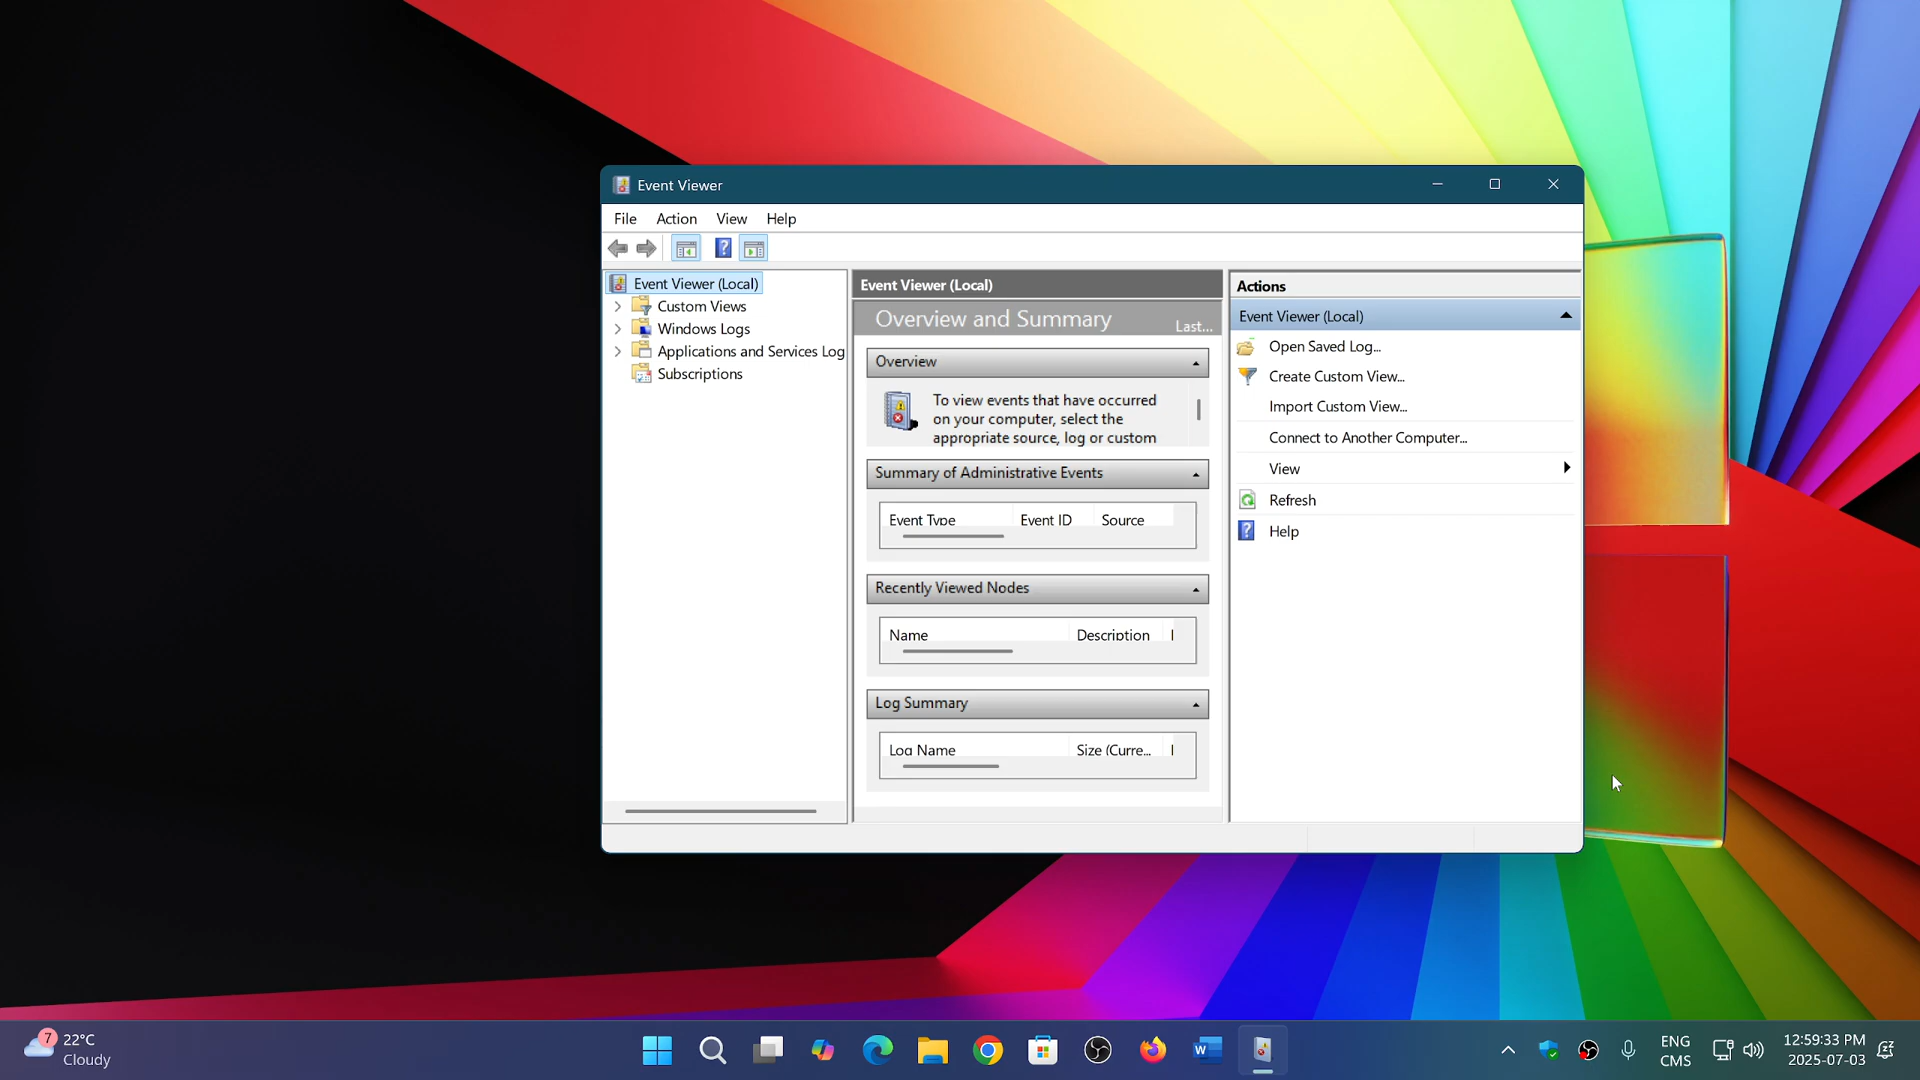 Event Viewer
File Action View Help
Event Viewer (Local)
Custom Views
Windows Logs
Applications and Services Log
Subscriptions
Event Viewer (Local)
Overview and Summary Last...
Overview
To view events that have occurred
on your computer, select the
appropriate source, log or custom
Summary of Administrative Events
Event Type Event ID Source
Recently Viewed Nodes
Name Description
Log Summary
Log Name Size (Curre...
Actions
Event Viewer (Local)
Open Saved Log...
Create Custom View...
Import Custom View...
Connect to Another Computer...
View
Refresh
Help
7
22°C
Cloudy
ENG
CMS
12:59:33 PM
2025-07-03